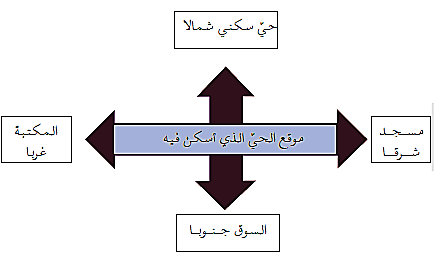 حيّ سكني شمالا
مسجد
شرقا
موقع الحيّ الذي أسكن فيه
المكتبة
غربا
السوق جنوبا